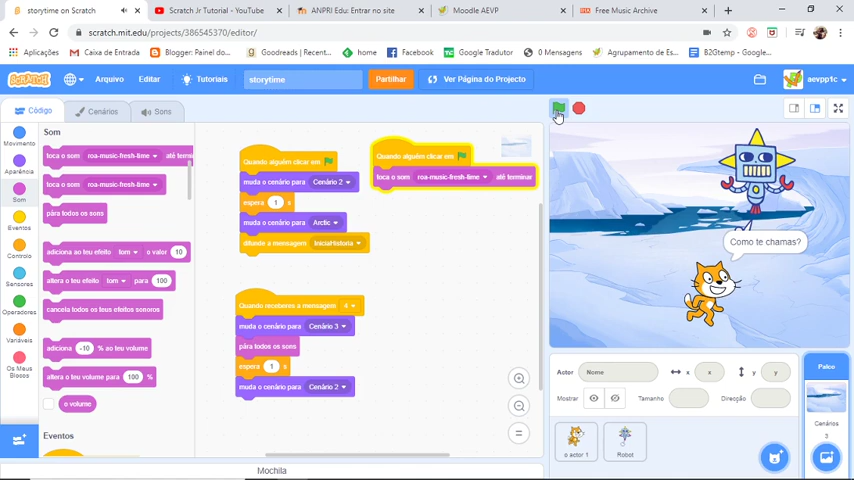 storytime on Scratch
Scratch Jr Tutorial - YouTube
ANPRI Edu: Entrar no site
Moodle AEVP
Free Music Archive
scratch.mit.edu/projects/386545370/editor/
Aplicações
Caixa de Entrada
Blogger: Painel do...
Goodreads | Recent...
home
Facebook
Google Tradutor
0 Mensagens
Agrupamento de Es...
B2Gtemp - Google...
SCRATCH
Arquivo
Editar
Tutoriais
storytime
Partilhar
Ver Página do Projecto
aevpp1c
Código
Cenários
Sons
Movimento
Aparência
Som
Eventos
Controlo
Sensores
Operadores
Variáveis
Os Meus Blocos
Som
toca o som roa-music-fresh-lime até termi
toca o som roa-music-fresh-lime
pára todos os sons
adiciona ao teu efeito tom o valor 10
altera o teu efeito tom para 100
cancela todos os teus efeitos sonoros
adiciona -10 % ao teu volume
altera o teu volume para 100 %
o volume
Eventos
Quando alguém clicar em
muda o cenário para Cenário 2
espera 1 s
muda o cenário para Arctic
difunde a mensagem IniciaHistoria
Quando alguém clicar em
toca o som roa-music-fresh-lime até terminar
Quando receberes a mensagem 4
muda o cenário para Cenário 3
pára todos os sons
espera 1 s
muda o cenário para Cenário 2
Como te chamas?
Actor
Nome
x
x
y
y
Mostrar
Tamanho
Direcção
o actor 1
Robot
Palco
Cenários
3
Mochila